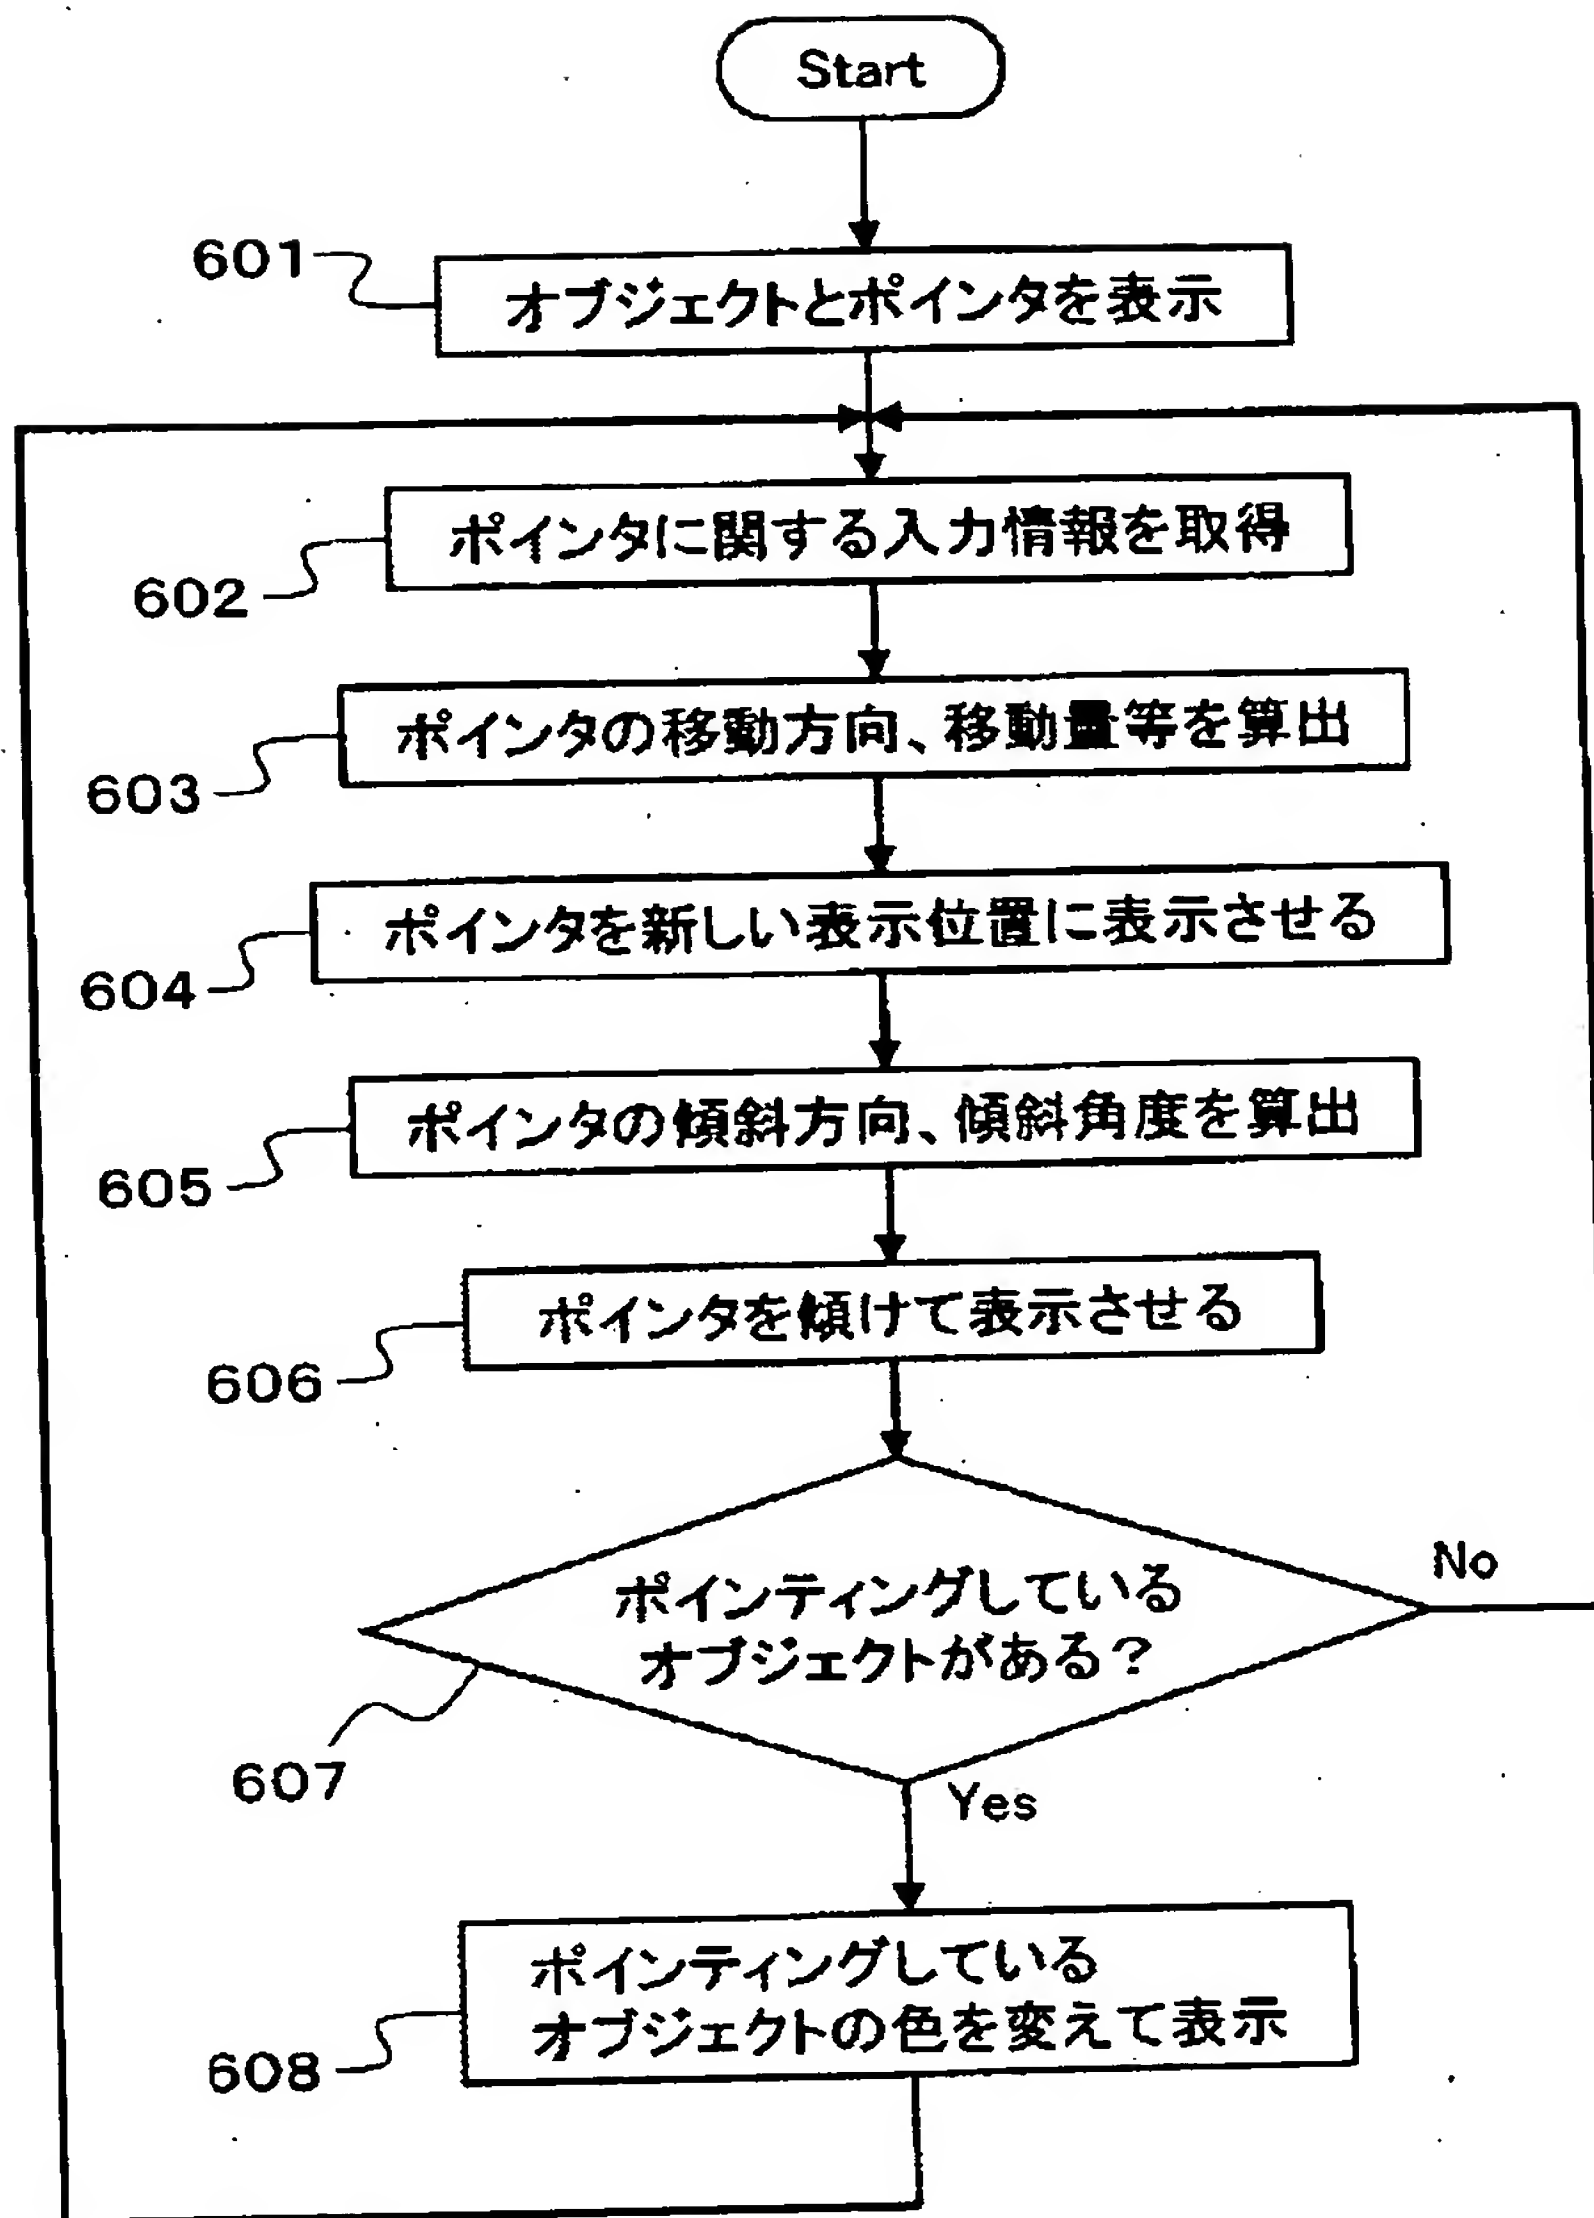 Start
601
オブジェクトとポインタを表示
ポインタに関する入力情報を取得
602
ポインタの移動方向、移動量等を算出
603
ポインタを新しい表示位置に表示させる
604
ポインタの傾斜方向、傾斜角度を算出
605
ポインタを傾けて表示させる
606
No
ポインティングしている
オブジェクトがある?
607
Yes
ポインティングしている
オブジェクトの色を変えて表示
608